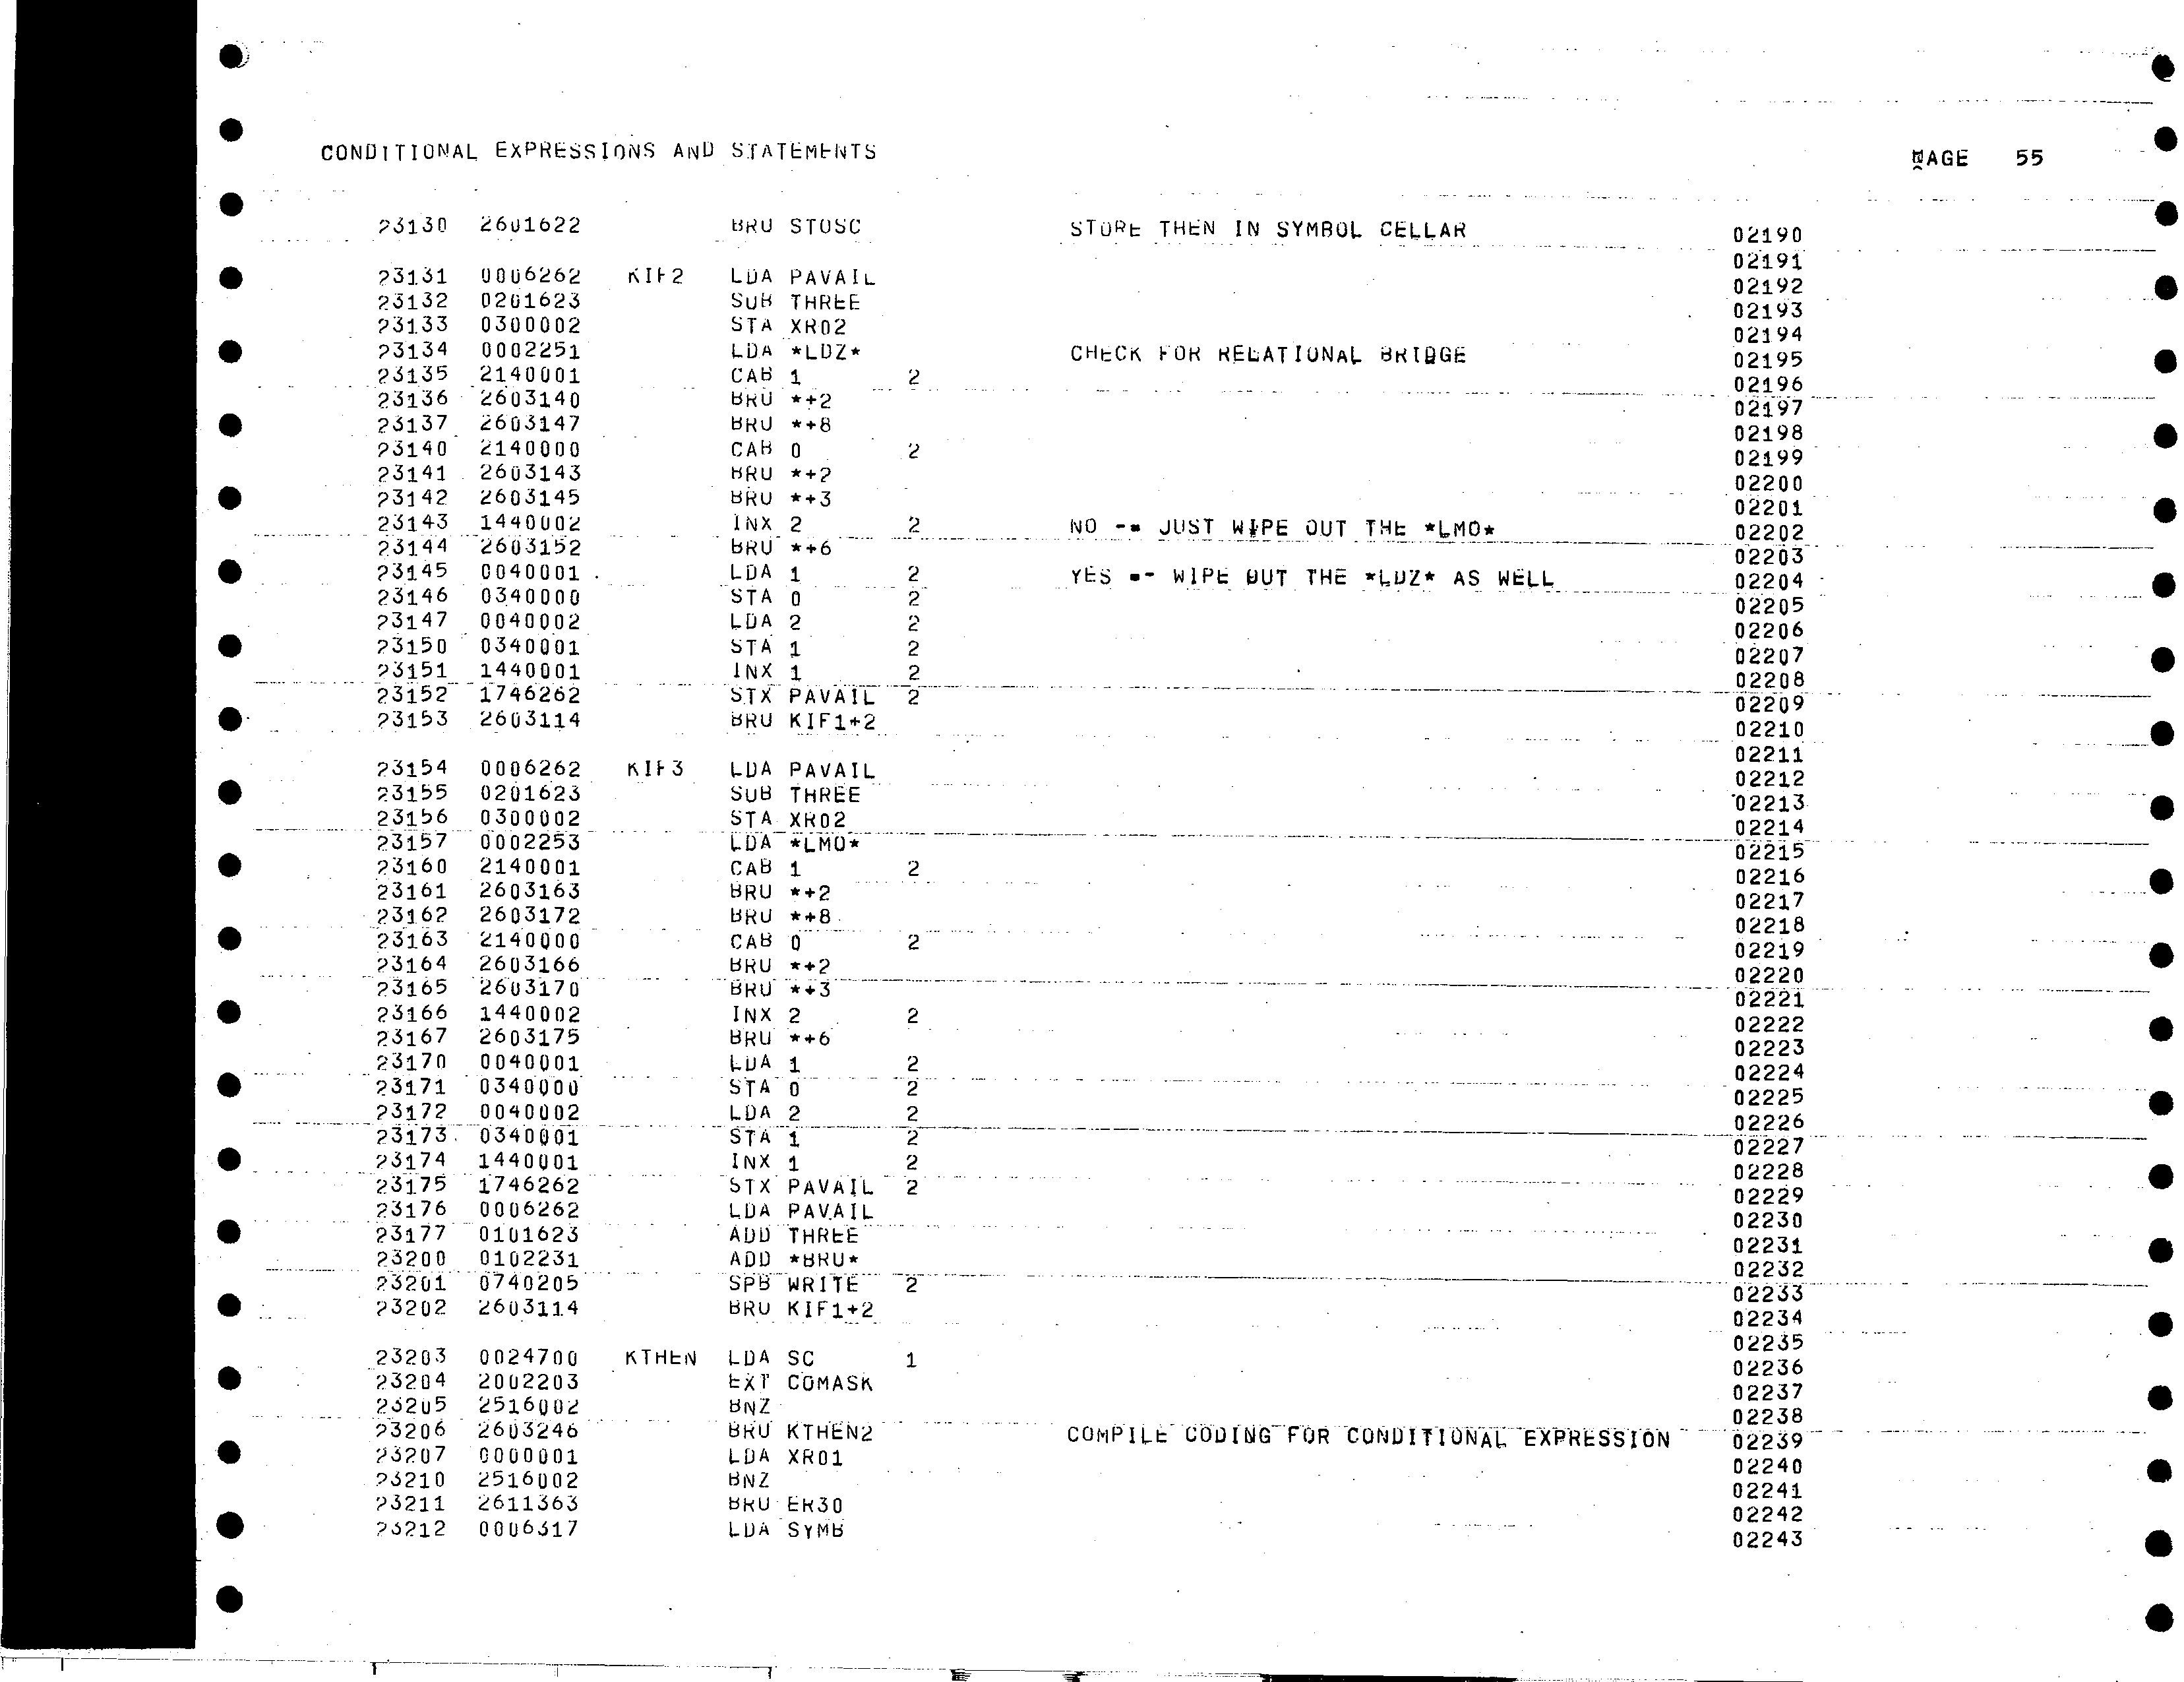 CONDITIONAL EXPRESSIONS AND STATEMENTS PAGE 55
23130 2601622 BRU STOSC STORE THEN IN SYMBOL CELLAR 02190
02191
23131 0006262 KIF2 LDA PAVAIL 02192
23132 0201623 SUB THREE 02193
23133 0300002 STA XR02 02194
23134 0002251 LDA *LDZ* CHECK FOR RELATIONAL BRIDGE 02195
23135 2140001 CAB 1 2 02196
23136 2603140 BRU *+2 02197
23137 2603147 BRU *+8 02198
23140 2140000 CAB 0 2 02199
23141 2603143 BRU *+2 02200
23142 2603145 BRU *+3 02201
23143 1440002 INX 2 2 NO -- JUST WIPE OUT THE *LMO* 02202
23144 2603152 BRU *+6 02203
23145 0040001 LDA 1 2 YES -- WIPE OUT THE *LDZ* AS WELL 02204
23146 0340000 STA 0 2 02205
23147 0040002 LDA 2 2 02206
23150 0340001 STA 1 2 02207
23151 1440001 INX 1 2 02208
23152 1746262 STX PAVAIL 2 02209
23153 2603114 BRU KIF1+2 02210
02211
23154 0006262 KIF3 LDA PAVAIL 02212
23155 0201623 SUB THREE 02213
23156 0300002 STA XR02 02214
23157 0002253 LDA *LMO* 02215
23160 2140001 CAB 1 2 02216
23161 2603163 BRU *+2 02217
23162 2603172 BRU *+8 02218
23163 2140000 CAB 0 2 02219
23164 2603166 BRU *+2 02220
23165 2603170 BRU *+3 02221
23166 1440002 INX 2 2 02222
23167 2603175 BRU *+6 02223
23170 0040001 LDA 1 2 02224
23171 0340000 STA 0 2 02225
23172 0040002 LDA 2 2 02226
23173 0340001 STA 1 2 02227
23174 1440001 INX 1 2 02228
23175 1746262 STX PAVAIL 2 02229
23176 0006262 LDA PAVAIL 02230
23177 0101623 ADD THREE 02231
23200 0102231 ADD *BRU* 02232
23201 0740205 SPB WRITE 2 02233
23202 2603114 BRU KIF1+2 02234
02235
23203 0024700 KTHEN LDA SC 1 02236
23204 2002203 EXT COMASK 02237
23205 2516002 BNZ 02238
23206 2603246 BRU KTHEN2 COMPILE CODING FOR CONDITIONAL EXPRESSION 02239
23207 0000001 LDA XR01 02240
23210 2516002 BNZ 02241
23211 2611363 BRU ER30 02242
23212 0006317 LDA SYMB 02243